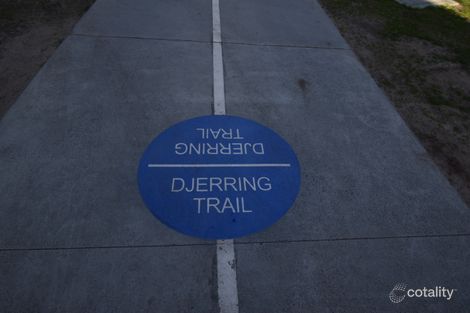 DJERRING
TRAIL
DJERRING
TRAIL
cotality